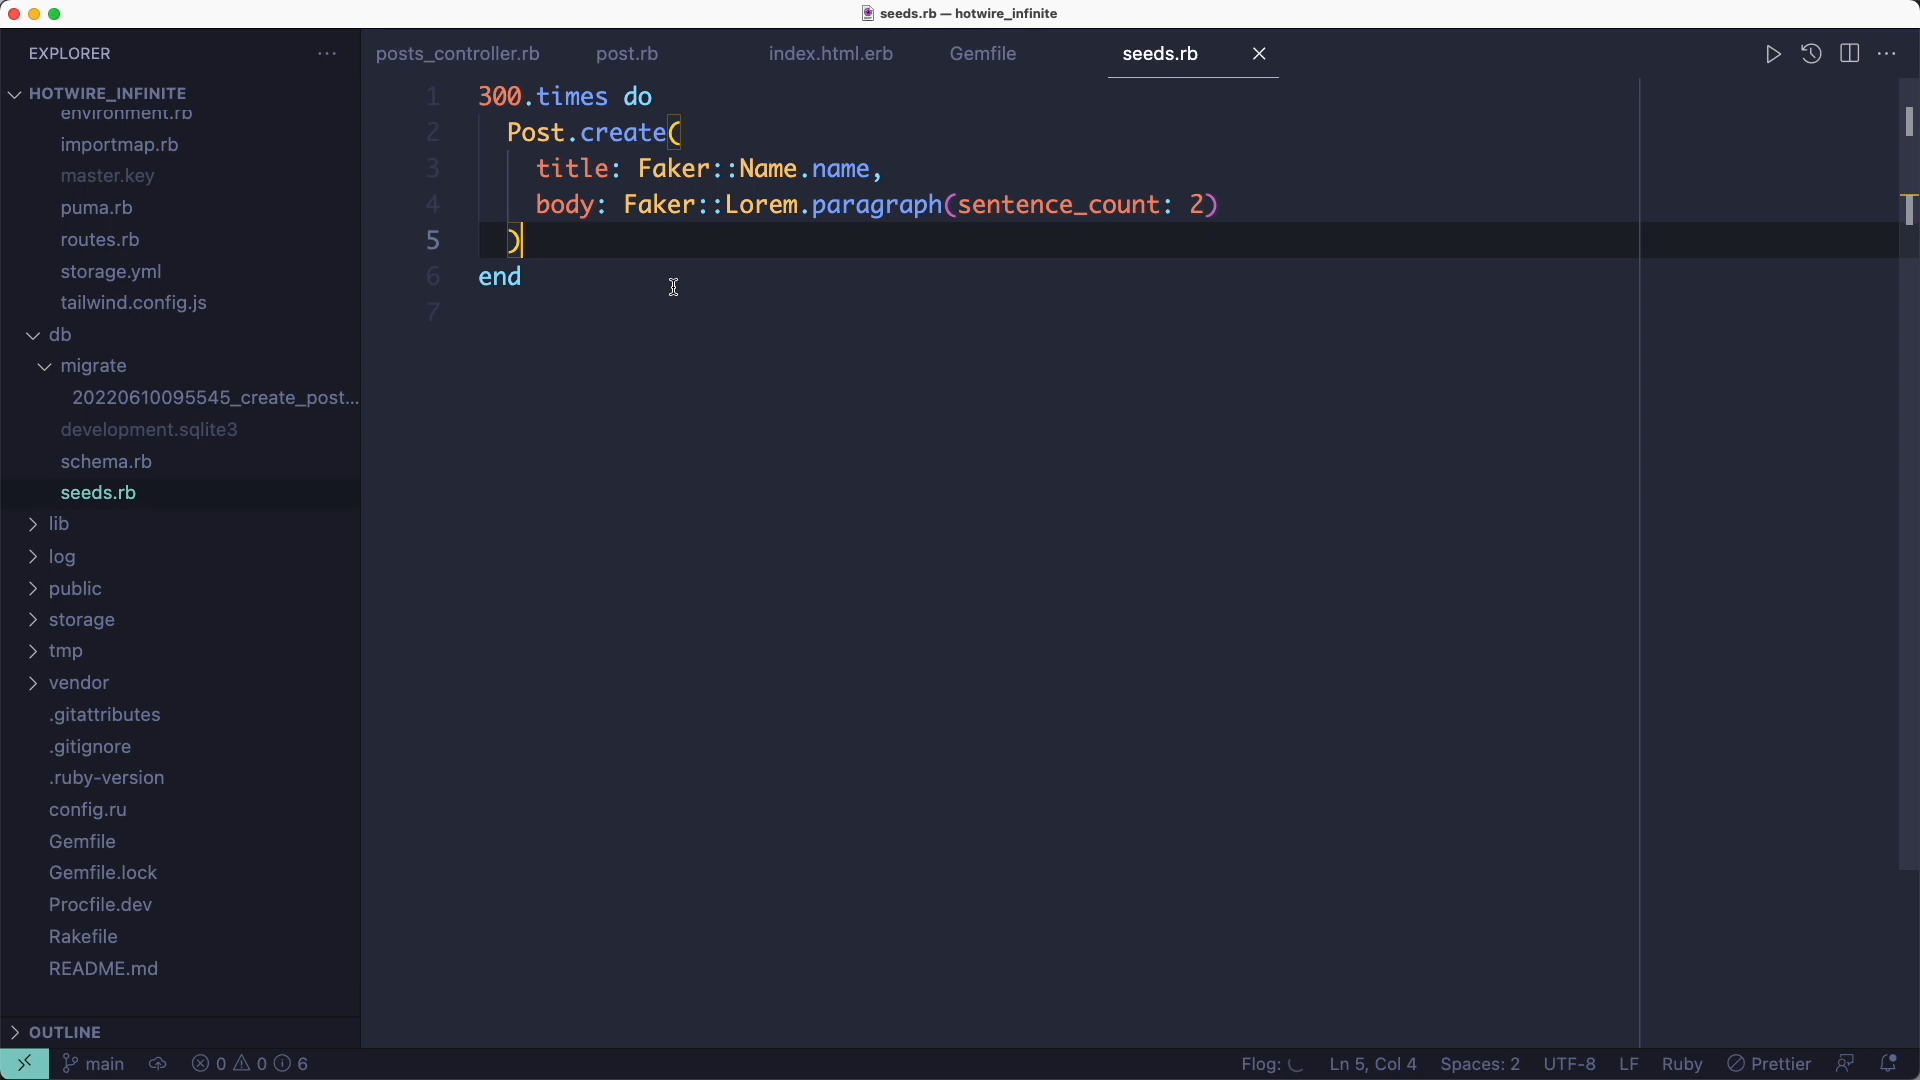 seeds.rb — hotwire_infinite
EXPLORER
posts_controller.rb
post.rb
index.html.erb
Gemfile
seeds.rb
HOTWIRE_INFINITE
environment.rb
importmap.rb
master.key
puma.rb
routes.rb
storage.yml
tailwind.config.js
db
migrate
20220610095545_create_post...
development.sqlite3
schema.rb
seeds.rb
lib
log
public
storage
tmp
vendor
.gitattributes
.gitignore
.ruby-version
config.ru
Gemfile
Gemfile.lock
Procfile.dev
Rakefile
README.md
OUTLINE
1 300.times do
2   Post.create(
3     title: Faker::Name.name,
4     body: Faker::Lorem.paragraph(sentence_count: 2)
5   )
6 end
7
main 0 0 6 Flog: Ln 5, Col 4 Spaces: 2 UTF-8 LF Ruby Prettier